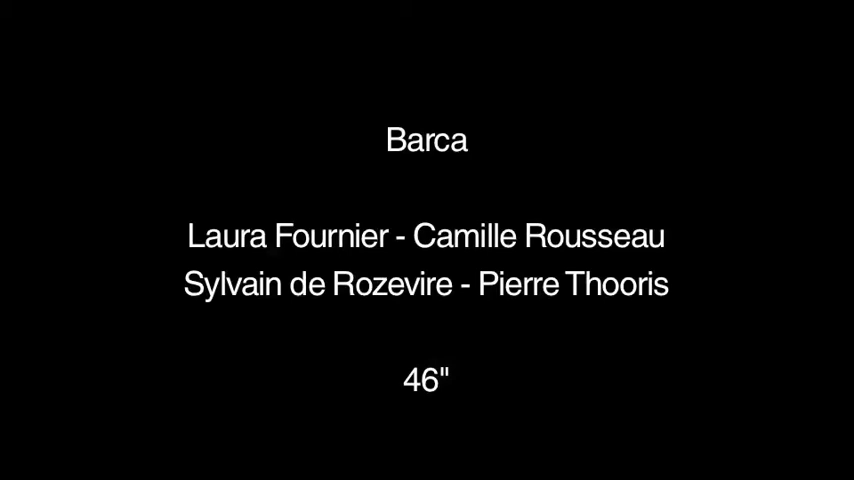 Barca
Laura Fournier - Camille Rousseau
Sylvain de Rozevire - Pierre Thooris
46"